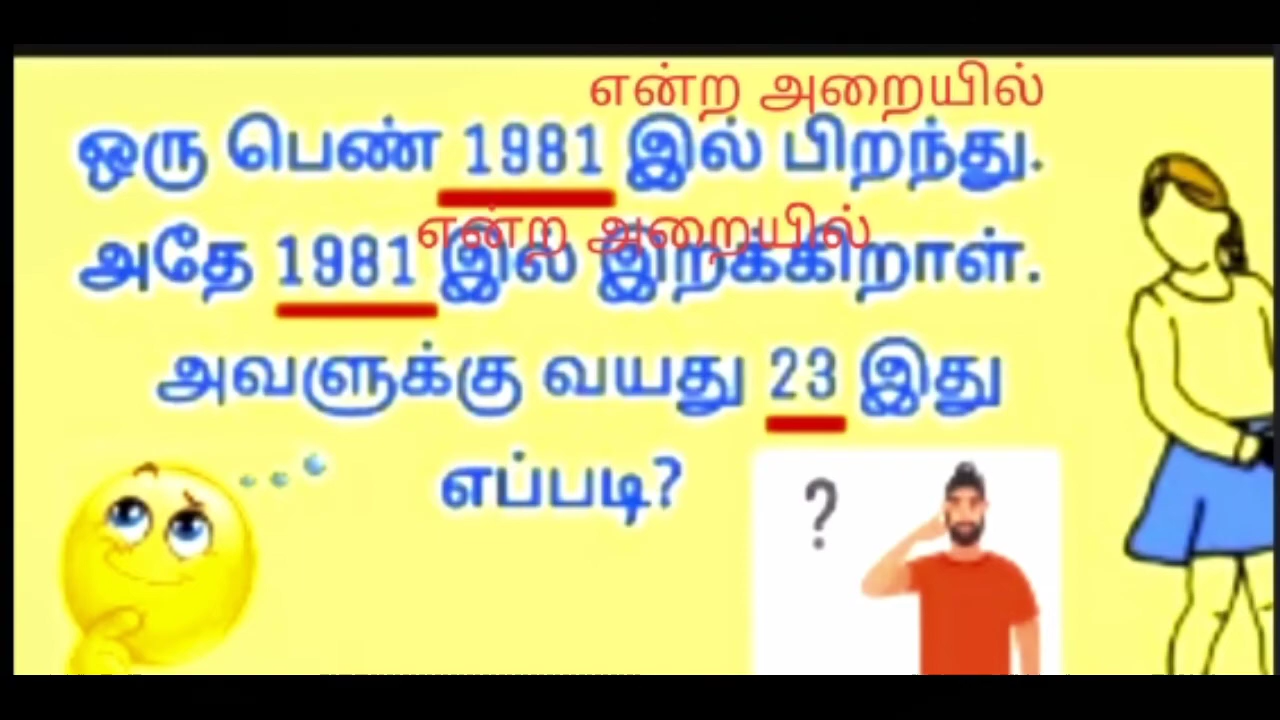 என்ற அறையில்
ஒரு பெண் 1981 இல் பிறந்து.
என்ற அறையில்
அதே 1981 இல் இறக்கிறாள்.
அவளுக்கு வயது 23 இது
எப்படி?
?